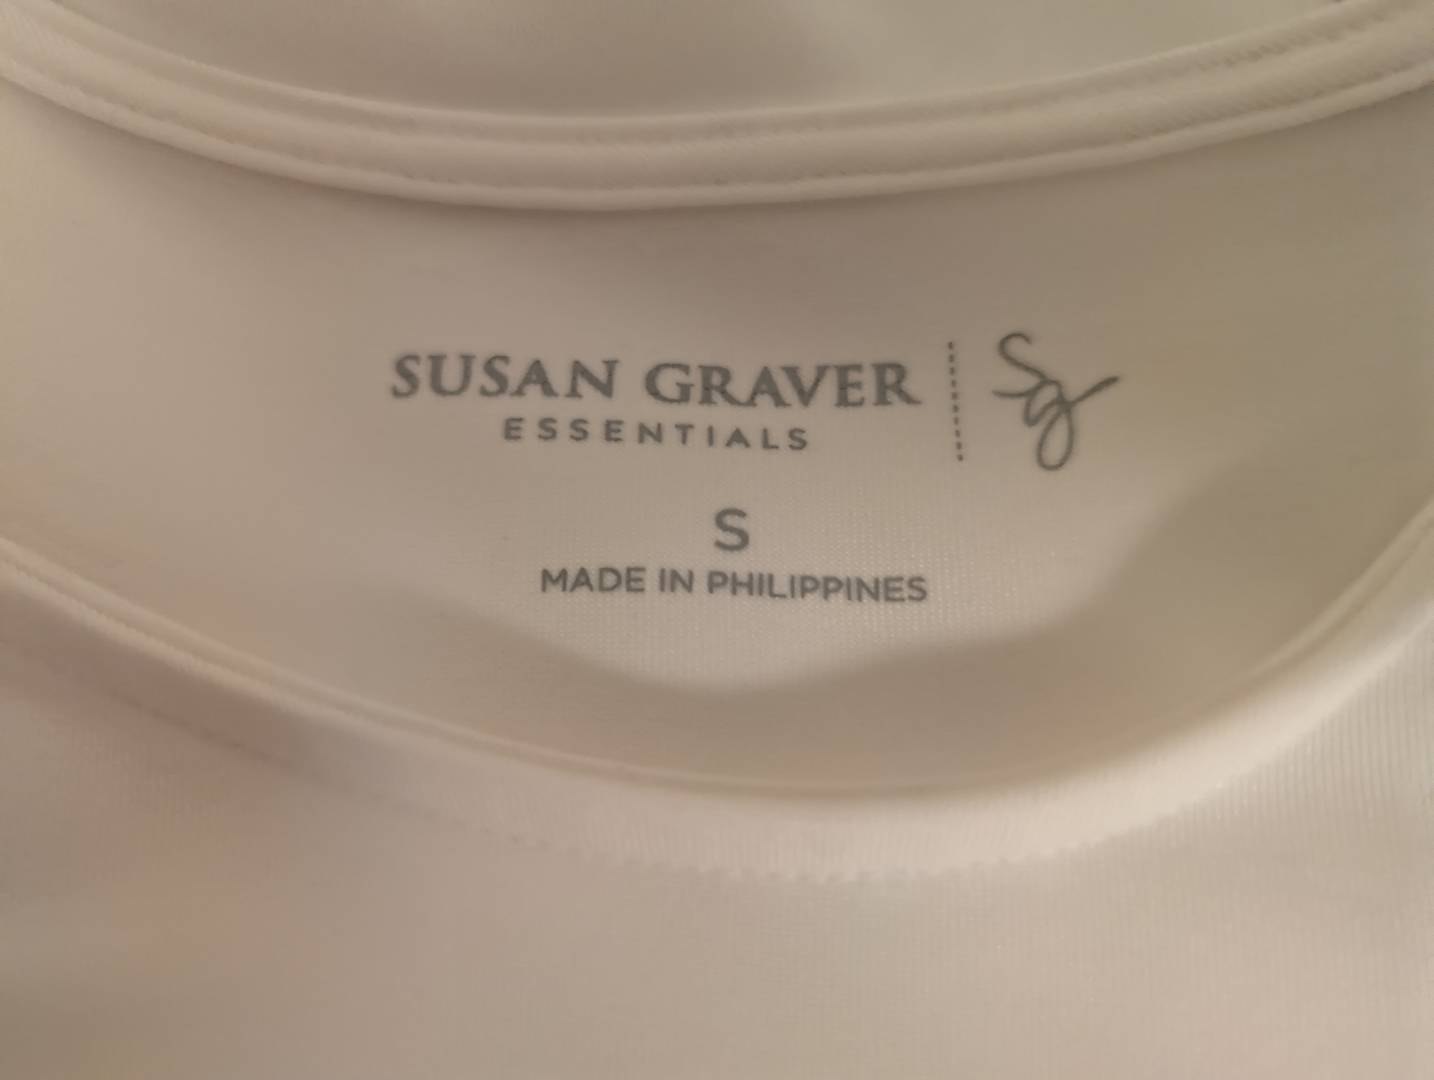 SUSAN GRAVER
ESSENTIALS
Sg
S
MADE IN PHILIPPINES